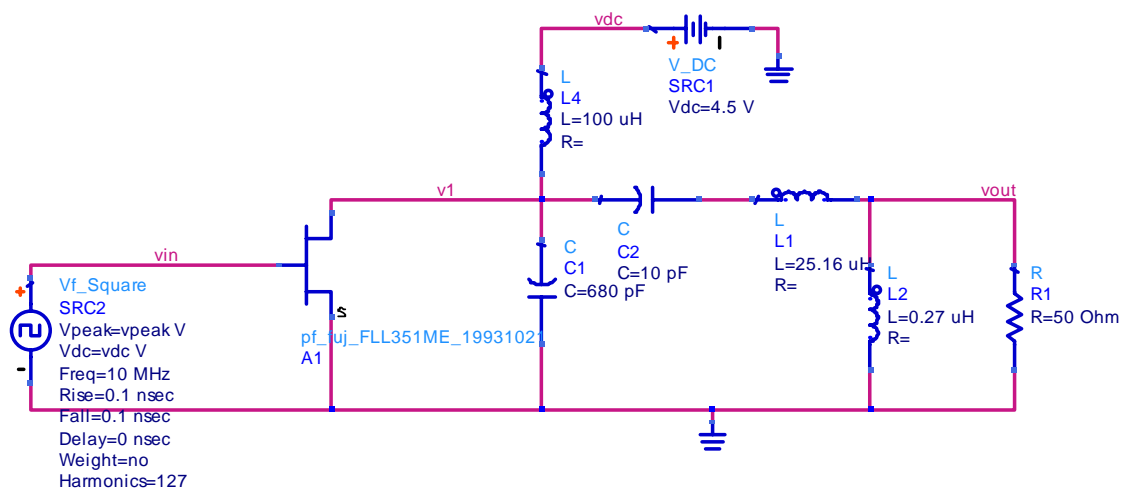 vdc
+
V_DC
SRC1
Vdc=4.5 V
L
L4
L=100 uH
R=
v1
vout
C
C2
C=10 pF
L
L1
L=25.16 uH
R=
C
C1
C=680 pF
L
L2
L=0.27 uH
R=
R
R1
R=50 Ohm
vin
+
Vf_Square
SRC2
Vpeak=vpeak V
Vdc=vdc V
Freq=10 MHz
Rise=0.1 nsec
Fall=0.1 nsec
Delay=0 nsec
Weight=no
Harmonics=127
-
S
pf_fuj_FLL351ME_19931021
A1